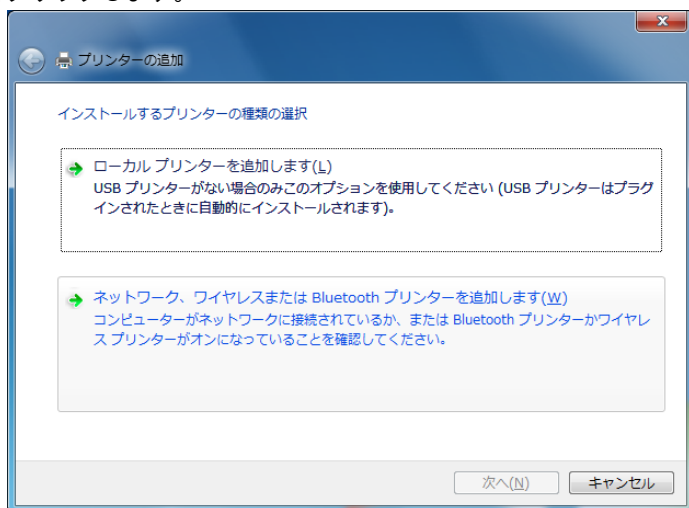 プリンターの追加
インストールするプリンターの種類の選択
ローカル プリンターを追加します(L)
USB プリンターがない場合のみこのオプションを使用してください (USB プリンターはプラグ
インされたときに自動的にインストールされます)。
ネットワーク、ワイヤレスまたは Bluetooth プリンターを追加します(W)
コンピューターがネットワークに接続されているか、または Bluetooth プリンターかワイヤレ
ス プリンターがオンになっていることを確認してください。
次へ(N) キャンセル